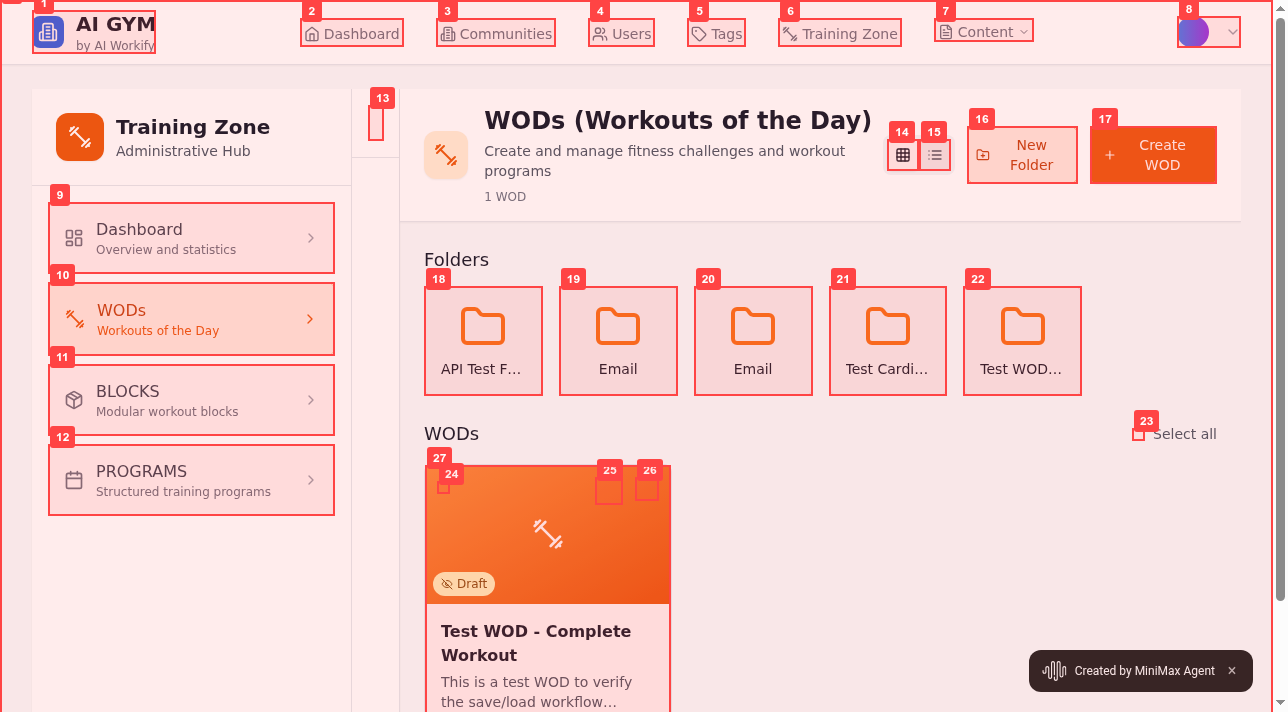 1
AI GYM
by AI Workify
2
Dashboard
3
Communities
4
Users
5
Tags
6
Training Zone
7
Content
8
Training Zone
Administrative Hub
9
Dashboard
Overview and statistics
10
WODs
Workouts of the Day
11
BLOCKS
Modular workout blocks
12
PROGRAMS
Structured training programs
13
WODs (Workouts of the Day)
Create and manage fitness challenges and workout
programs
1 WOD
14
15
16
New
Folder
17
Create
WOD
Folders
18
API Test F...
19
Email
20
Email
21
Test Cardi...
22
Test WOD...
WODs
23
Select all
27
24
25
26
Draft
Test WOD - Complete
Workout
This is a test WOD to verify
the save/load workflow...
Created by MiniMax Agent